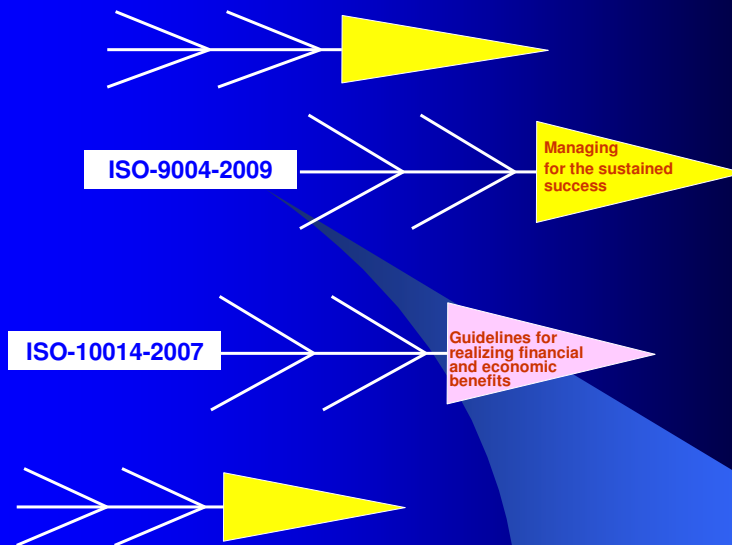 ISO-9004-2009
Managing
for the sustained
success
ISO-10014-2007
Guidelines for
realizing financial
and economic
benefits